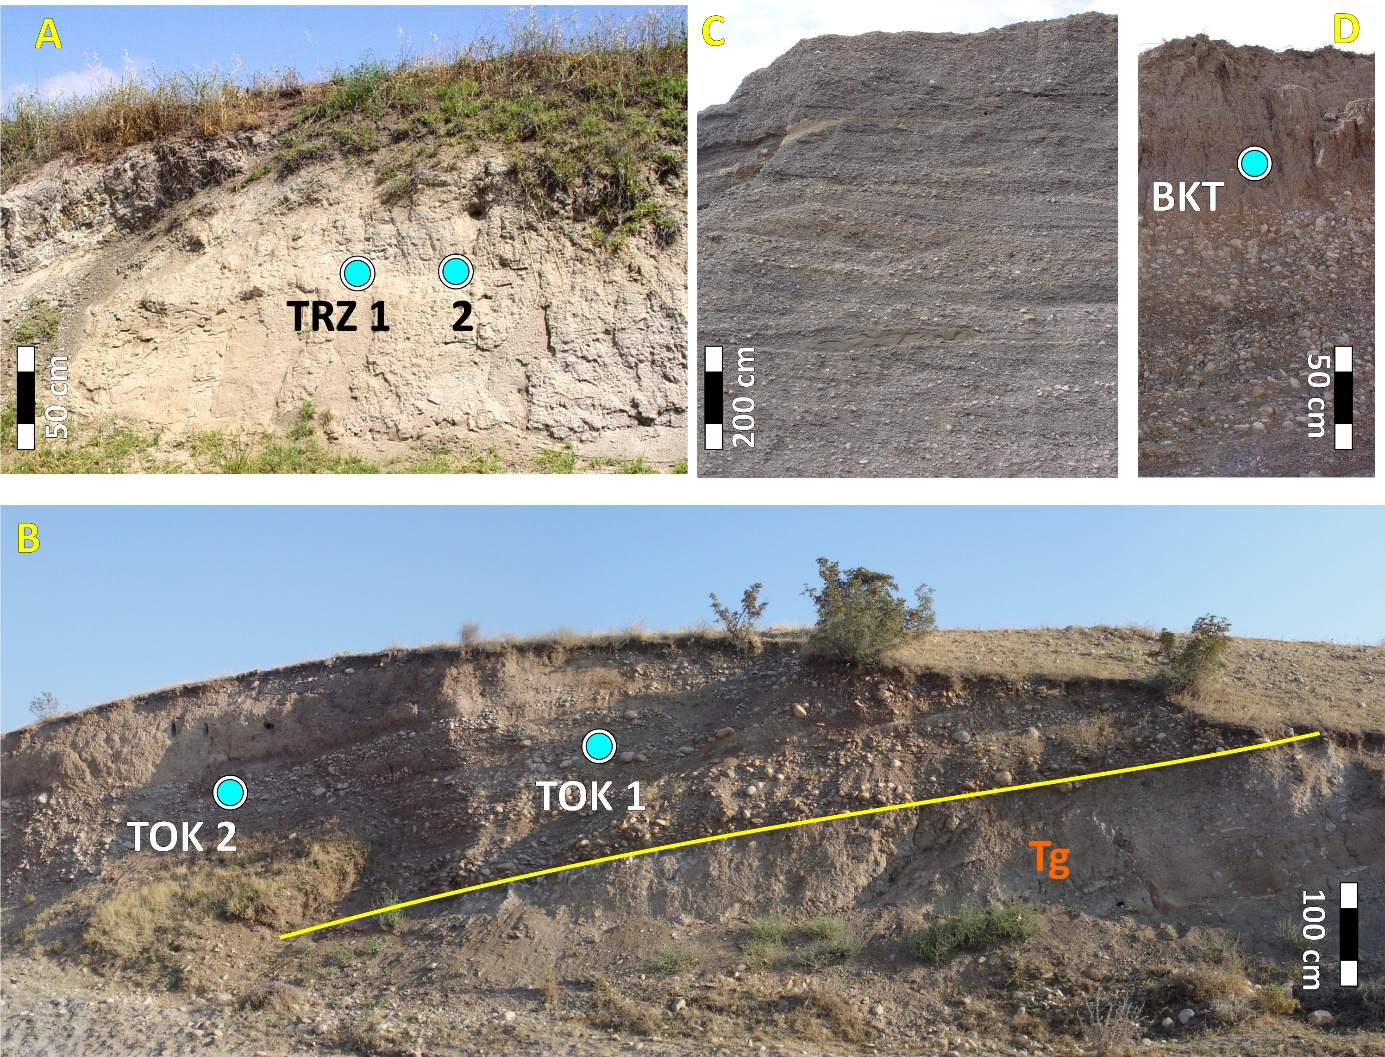 A
TRZ 1
2
50 cm
C
200 cm
D
BKT
50 cm
B
TOK 1
TOK 2
Tg
100 cm